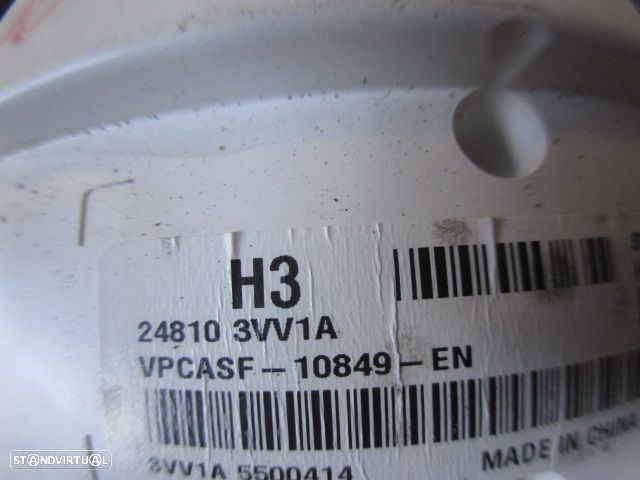 H3
24810 3VV1A
VPCASF-10849-EN
3VV1A 5500414
MADE IN CHINA
STANDVIRTUAL